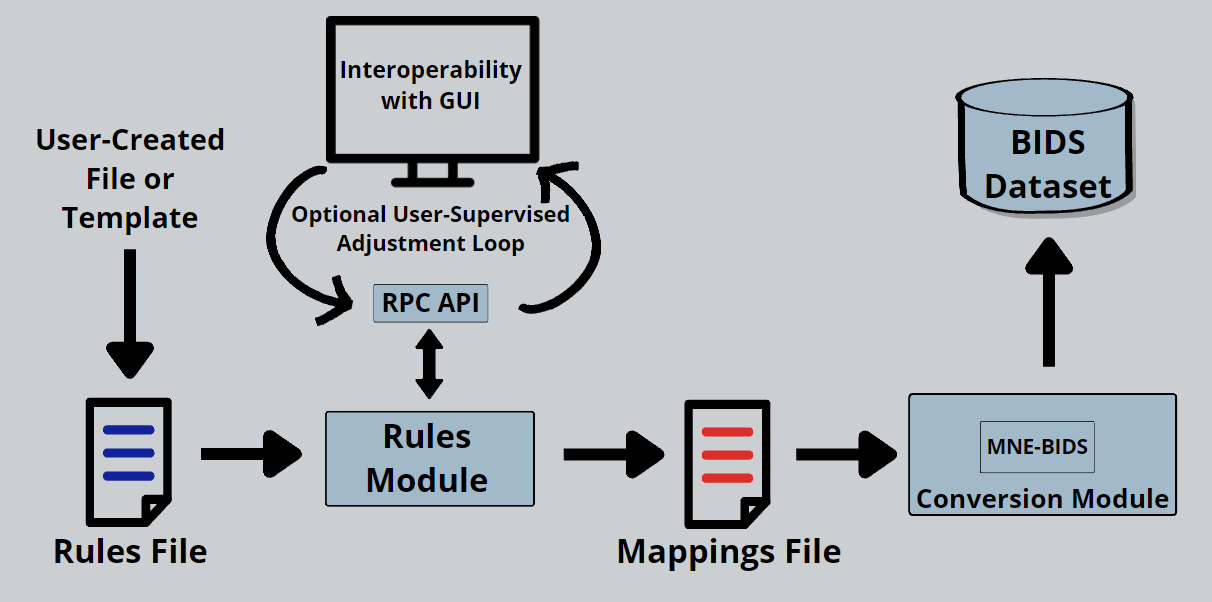 User-Created
File or
Template
Rules File
Interoperability
with GUI
Optional User-Supervised
Adjustment Loop
RPC API
Rules
Module
Mappings File
MNE-BIDS
Conversion Module
BIDS
Dataset